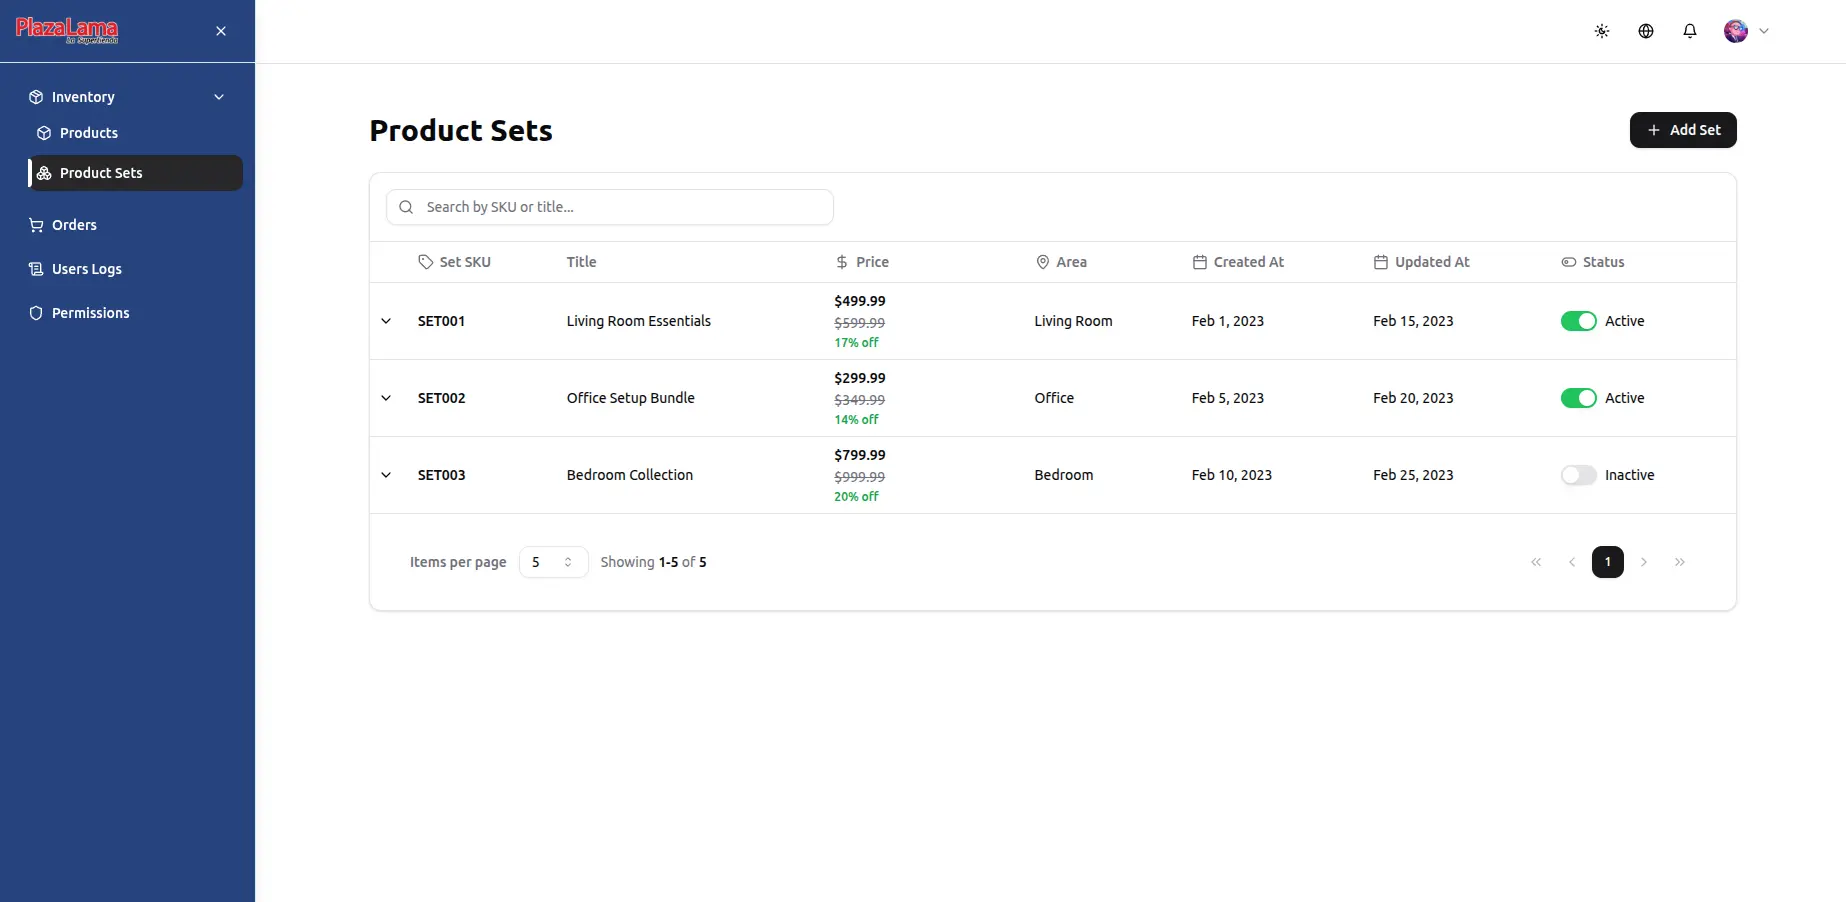 PlazaLama
La Supertienda
Inventory
Products
Product Sets
Orders
Users Logs
Permissions
Product Sets
Add Set
Search by SKU or title...
Set SKU Title Price Area Created At Updated At Status
$499.99
SET001 Living Room Essentials $599.99 Living Room Feb 1, 2023 Feb 15, 2023 Active
17% off
$299.99
SET002 Office Setup Bundle $349.99 Office Feb 5, 2023 Feb 20, 2023 Active
14% off
$799.99
SET003 Bedroom Collection $999.99 Bedroom Feb 10, 2023 Feb 25, 2023 Inactive
20% off
Items per page 5 Showing 1-5 of 5 1